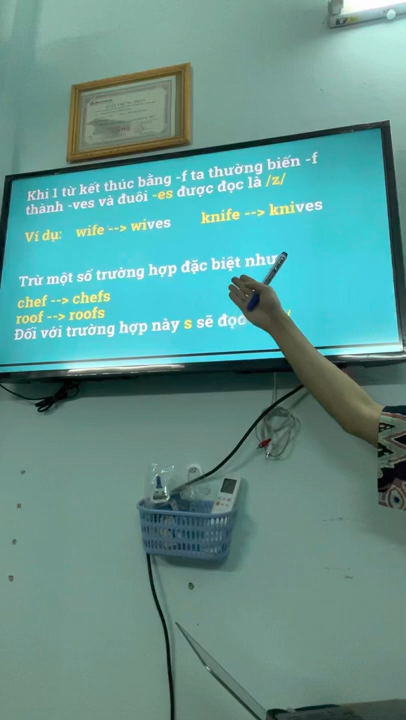 Khi 1 từ kết thúc bằng -f ta thường biến -f
thành -ves và đuôi -es được đọc là /z/
Ví dụ: wife --> wives knife --> knives
Trừ một số trường hợp đặc biệt như
chef --> chefs
roof --> roofs
Đối với trường hợp này s sẽ đọc